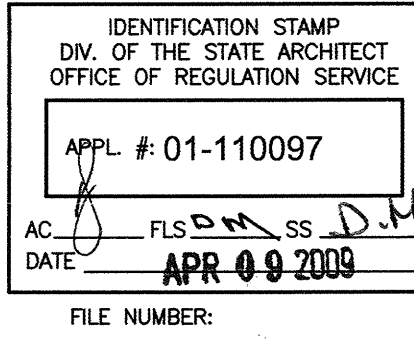 IDENTIFICATION STAMP
DIV. OF THE STATE ARCHITECT
OFFICE OF REGULATION SERVICE
APPL. #: 01-110097
AC FLS DM SS D.M
DATE APR 09 2009
FILE NUMBER: